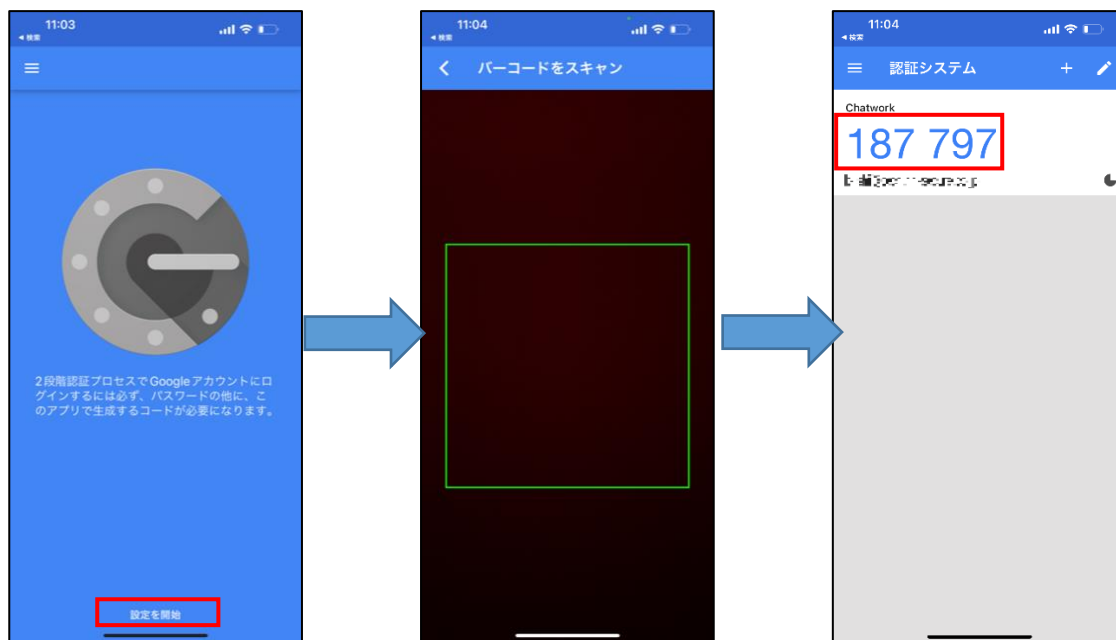 11:03
◀検索
2段階認証プロセスでGoogleアカウントにロ
グインするには必ず、パスワードの他に、こ
のアプリで生成するコードが必要になります。
設定を開始
11:04
◀検索
バーコードをスキャン
11:04
◀検索
認証システム
Chatwork
187 797